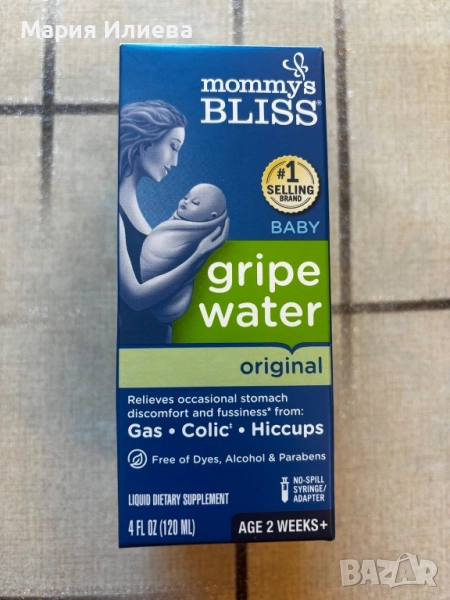 Мария Илиева
mommy's
BLISS®
#1
SELLING
BRAND
BABY
gripe
water
original
Relieves occasional stomach
discomfort and fussiness* from:
Gas • Colic‡ • Hiccups
Free of Dyes, Alcohol & Parabens
LIQUID DIETARY SUPPLEMENT
4 FL OZ (120 ML)
NO-SPILL
SYRINGE/
ADAPTER
AGE 2 WEEKS+
BAZAR